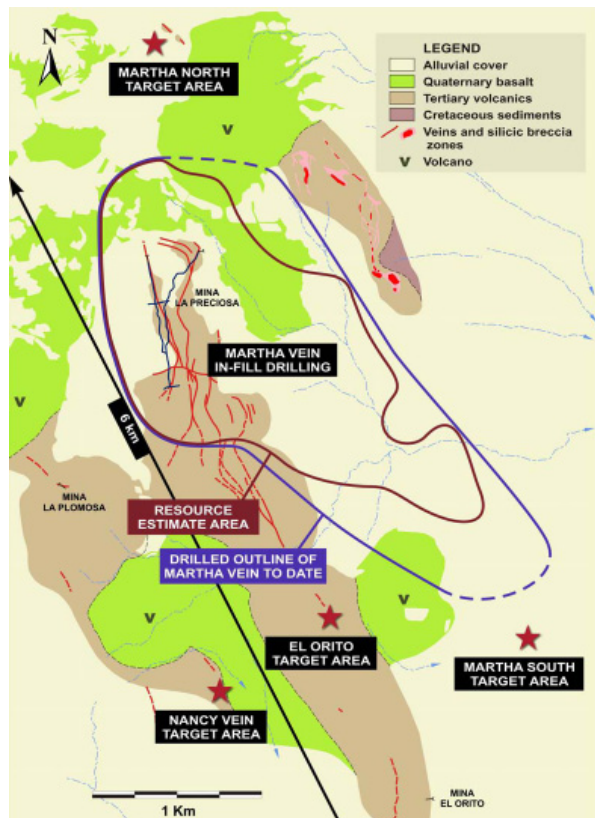 N
MARTHA NORTH
TARGET AREA
LEGEND
Alluvial cover
Quaternary basalt
Tertiary volcanics
Cretaceous sediments
Veins and silicic breccia
zones
V Volcano
V
MINA
LA PRECIOSA
MARTHA VEIN
IN-FILL DRILLING
V
6 km
MINA
LA PLOMOSA
RESOURCE
ESTIMATE AREA
DRILLED OUTLINE OF
MARTHA VEIN TO DATE
V
V
EL ORITO
TARGET AREA
MARTHA SOUTH
TARGET AREA
NANCY VEIN
TARGET AREA
1 Km
MINA
EL ORITO